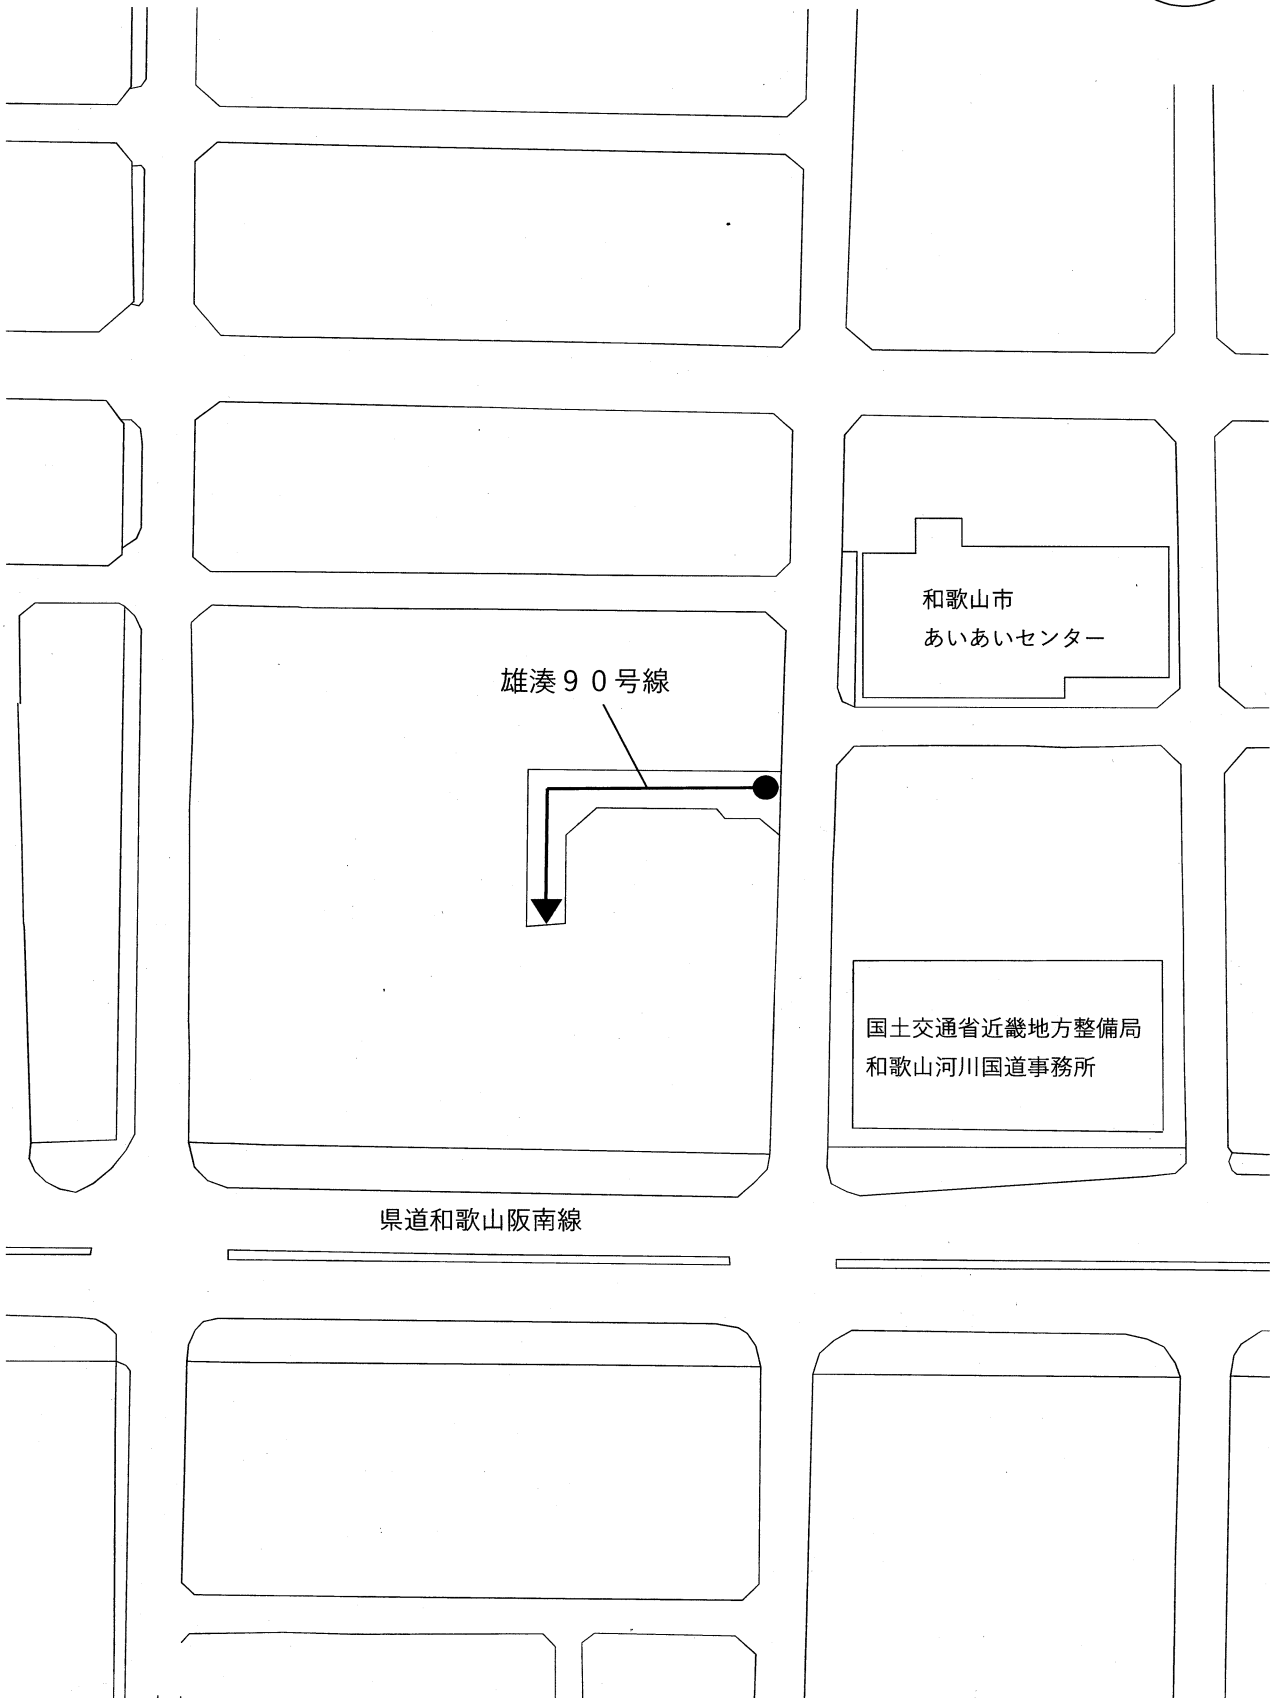 和歌山市
あいあいセンター
雄湊９０号線
国土交通省近畿地方整備局
和歌山河川国道事務所
県道和歌山阪南線